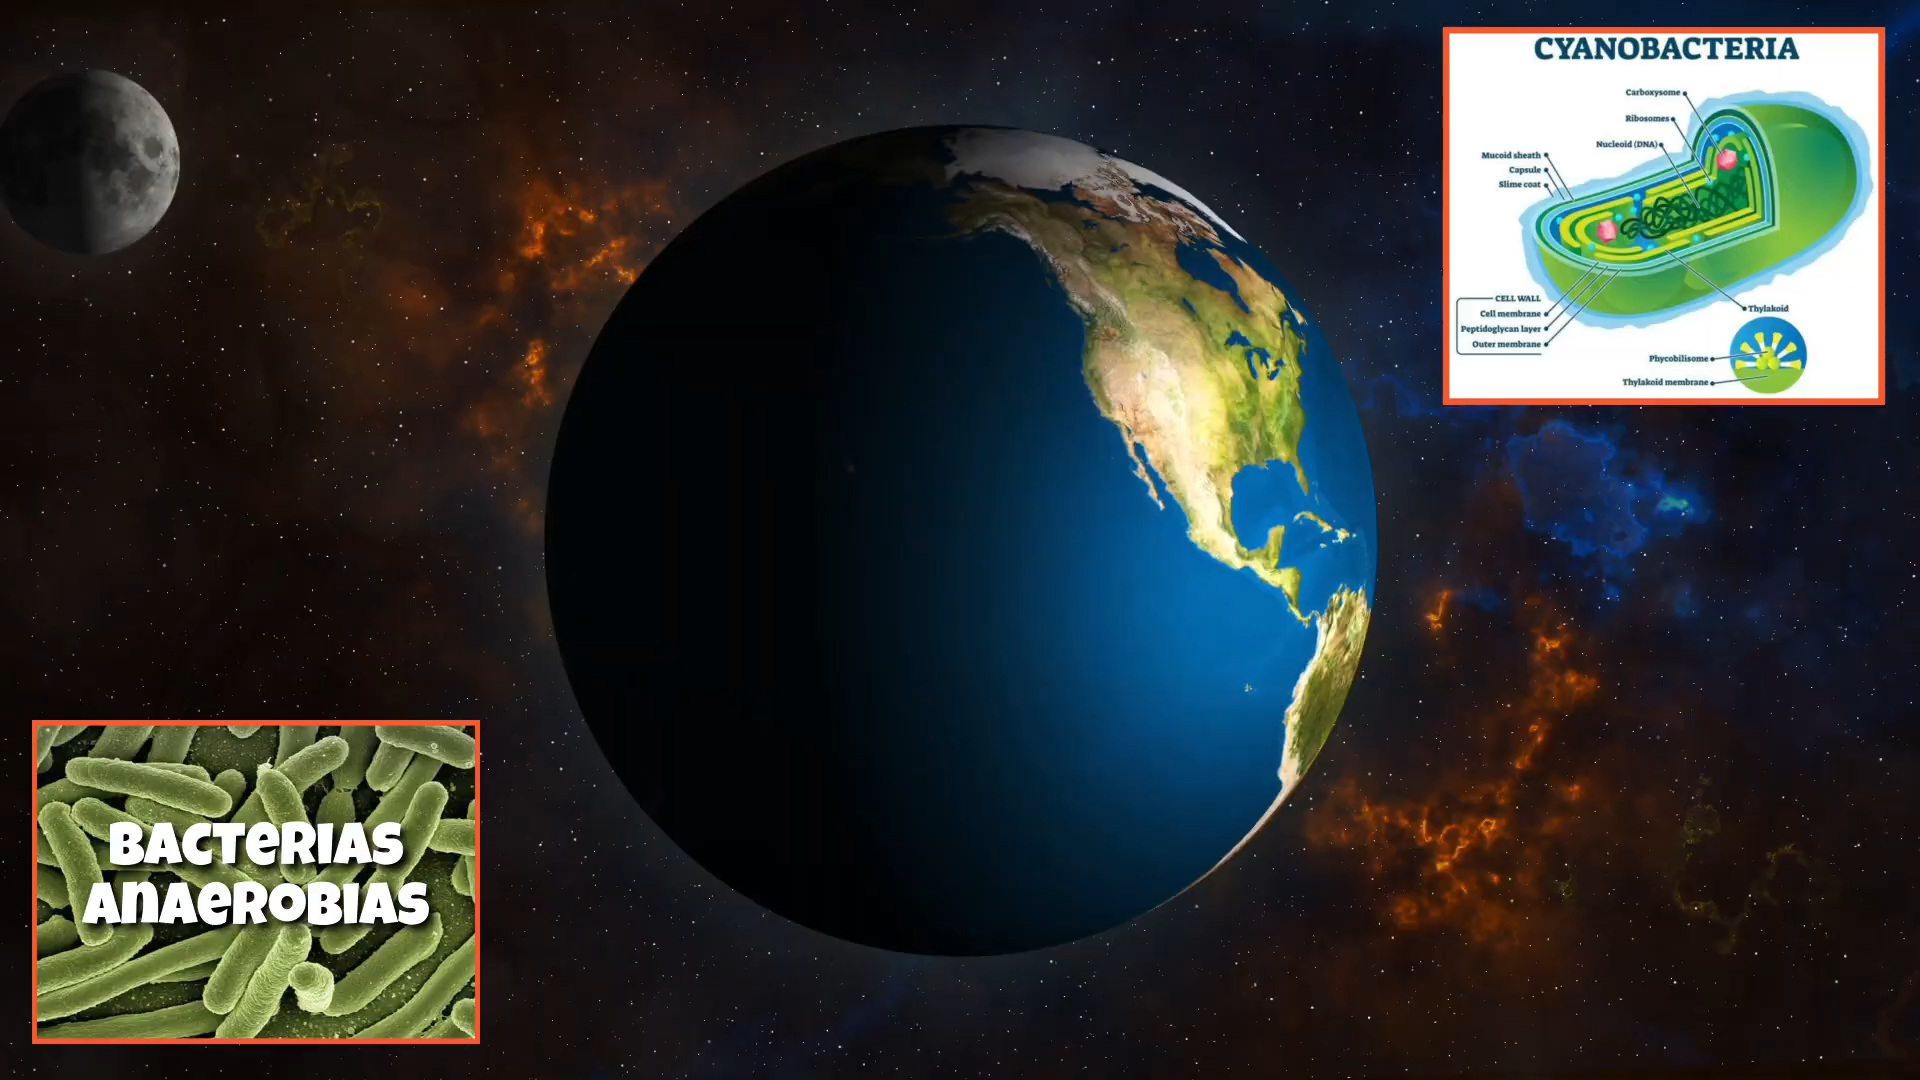 CYANOBACTERIA
Carboxysome
Ribosomes
Nucleoid (DNA)
Mucoid sheath
Capsule
Slime coat
CELL WALL
Cell membrane
Peptidoglycan layer
Outer membrane
Thylakoid
Phycobilisome
Thylakoid membrane
BACTERIAS
ANAEROBIAS